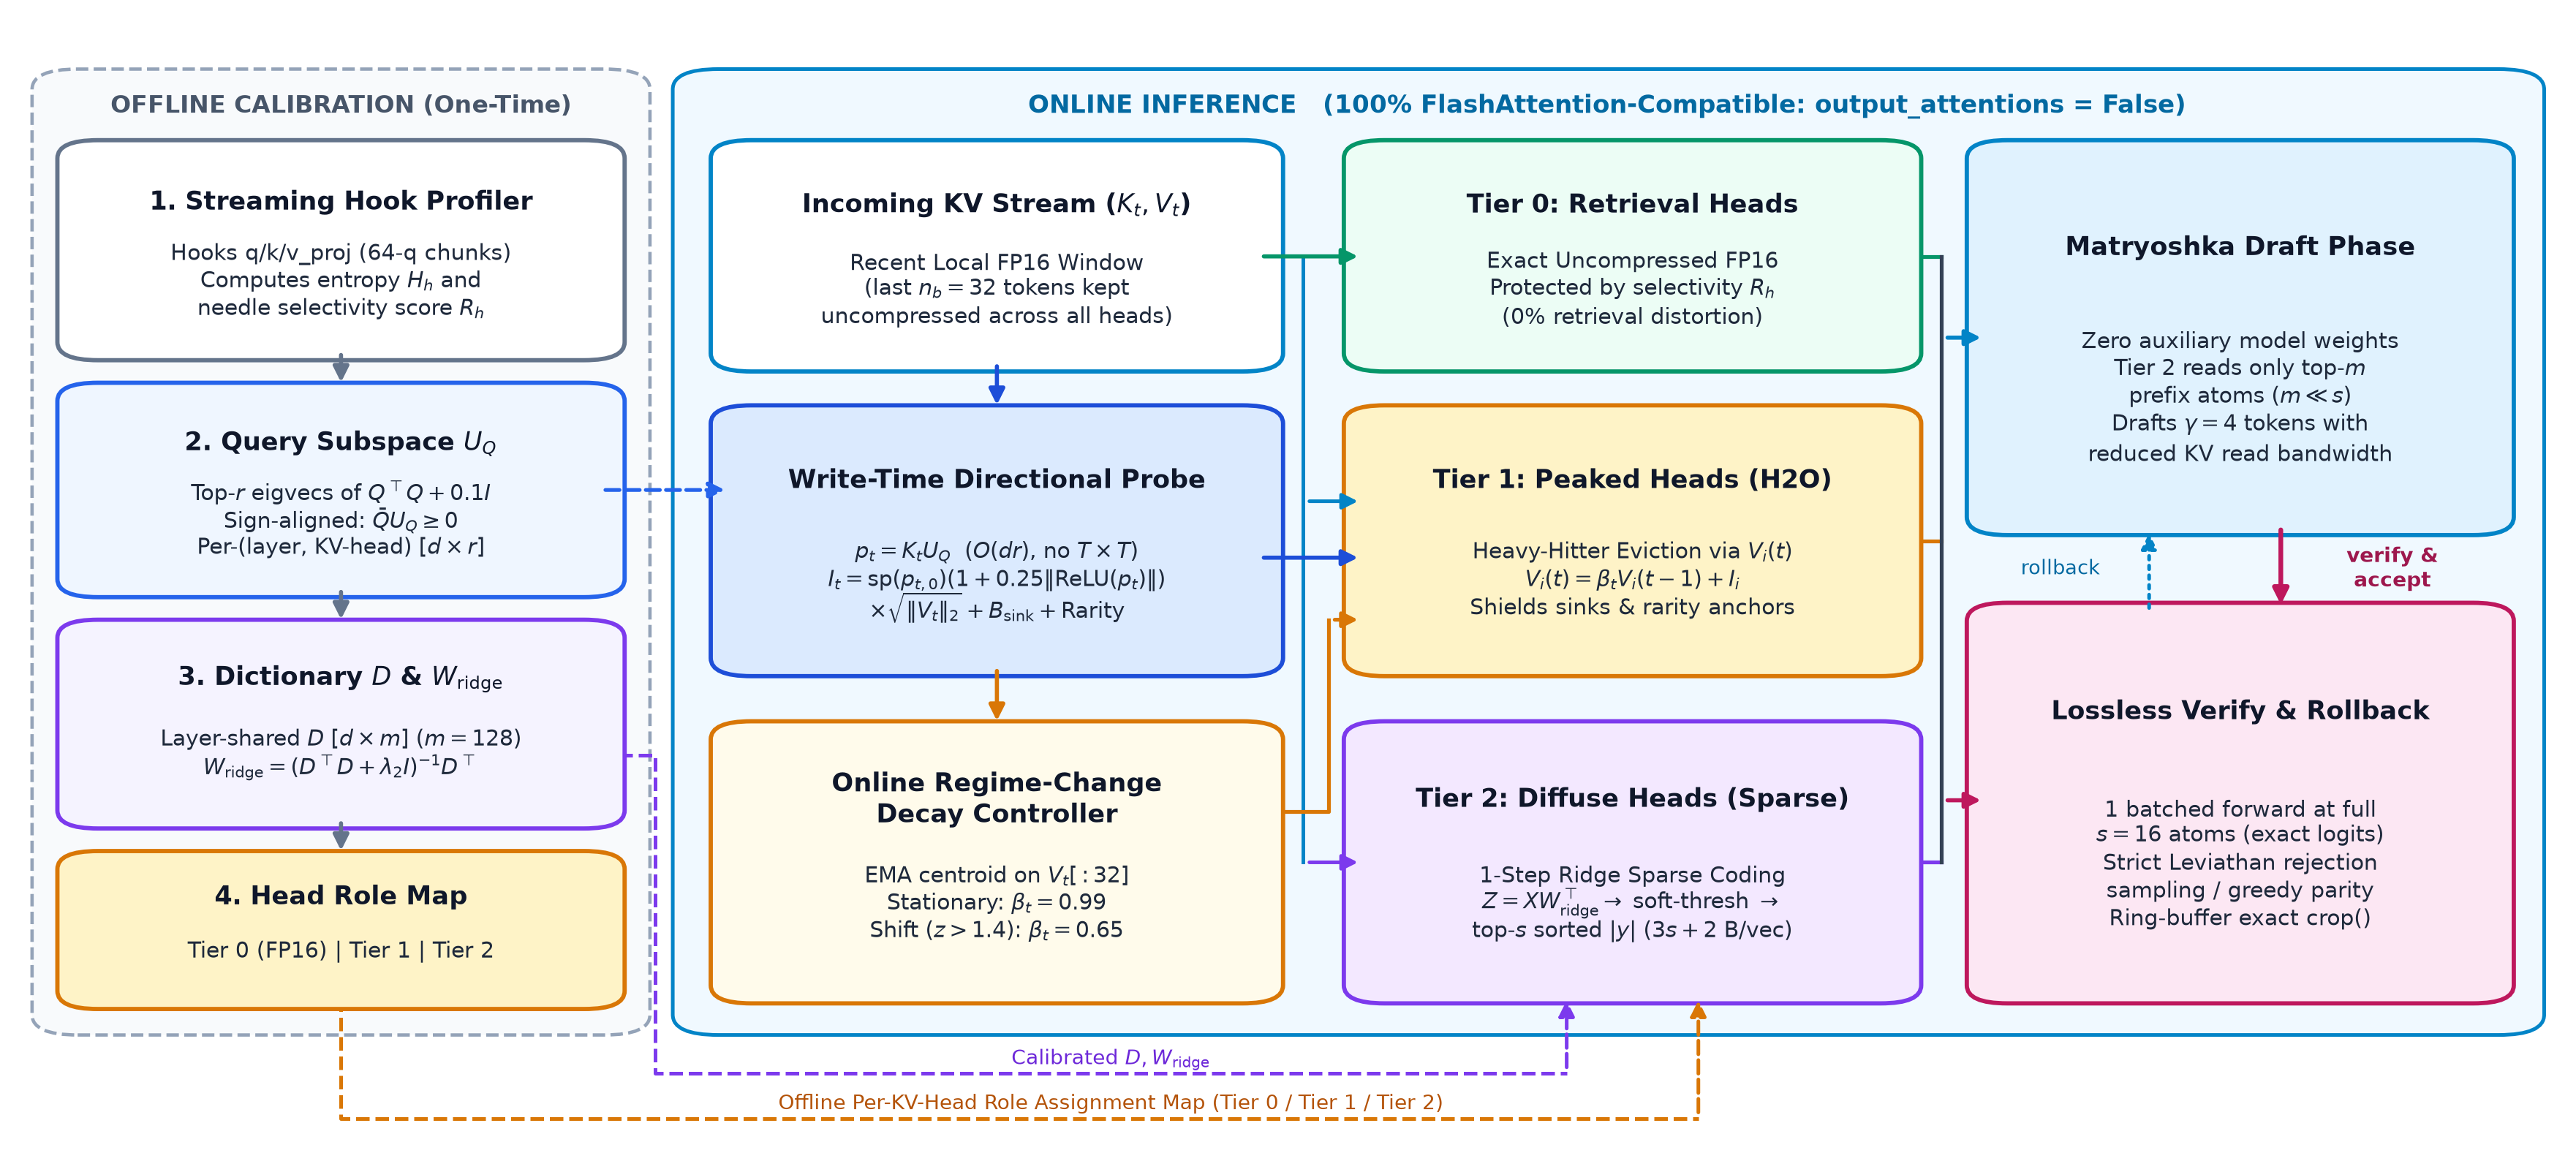 OFFLINE CALIBRATION (One-Time)
1. Streaming Hook Profiler
Hooks q/k/v_proj (64-q chunks)
Computes entropy H_h and
needle selectivity score R_h
2. Query Subspace U_Q
Top-r eigvecs of Q^⊤Q + 0.1I
Sign-aligned: Q̄U_Q ≥ 0
Per-(layer, KV-head) [d × r]
3. Dictionary D & W_ridge
Layer-shared D [d × m] (m = 128)
W_ridge = (D^⊤D + λ_2I)^−1D^⊤
4. Head Role Map
Tier 0 (FP16) | Tier 1 | Tier 2
ONLINE INFERENCE (100% FlashAttention-Compatible: output_attentions = False)
Incoming KV Stream (K_t, V_t)
Recent Local FP16 Window
(last n_b = 32 tokens kept
uncompressed across all heads)
Write-Time Directional Probe
p_t = K_tU_Q (O(dr), no T × T)
I_t = sp(p_t,0)(1 + 0.25‖ReLU(p_t)‖)
×√‖V_t‖_2 + B_sink + Rarity
Online Regime-Change
Decay Controller
EMA centroid on V_t[ : 32]
Stationary: β_t = 0.99
Shift (z > 1.4): β_t = 0.65
Tier 0: Retrieval Heads
Exact Uncompressed FP16
Protected by selectivity R_h
(0% retrieval distortion)
Tier 1: Peaked Heads (H2O)
Heavy-Hitter Eviction via V_i(t)
V_i(t) = β_tV_i(t − 1) + I_i
Shields sinks & rarity anchors
Tier 2: Diffuse Heads (Sparse)
1-Step Ridge Sparse Coding
Z = XW_ridge^⊤ → soft-thresh →
top-s sorted |y| (3s + 2 B/vec)
Matryoshka Draft Phase
Zero auxiliary model weights
Tier 2 reads only top-m
prefix atoms (m ≪ s)
Drafts γ = 4 tokens with
reduced KV read bandwidth
rollback
verify &
accept
Lossless Verify & Rollback
1 batched forward at full
s = 16 atoms (exact logits)
Strict Leviathan rejection
sampling / greedy parity
Ring-buffer exact crop()
Calibrated D, W_ridge
Offline Per-KV-Head Role Assignment Map (Tier 0 / Tier 1 / Tier 2)